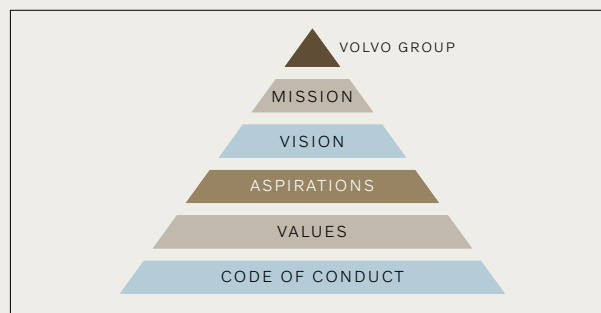 VOLVO GROUP
MISSION
VISION
ASPIRATIONS
VALUES
CODE OF CONDUCT